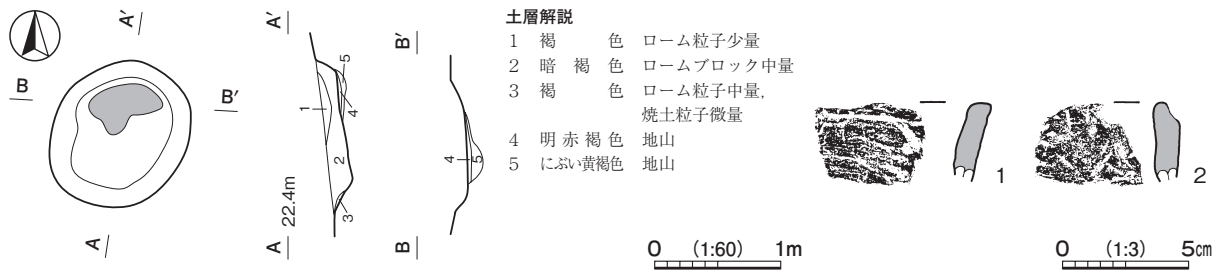 A′
B
B′
A
A′
5
1
4
2
3
22.4m
A
B′
4
5
B
土層解説
1 褐 色 ローム粒子少量
2 暗 褐 色 ロームブロック中量
3 褐 色 ローム粒子中量，
焼土粒子微量
4 明 赤 褐 色 地山
5 にぶい黄褐色 地山
0 (1:60) 1m
1
2
0 (1:3) 5cm